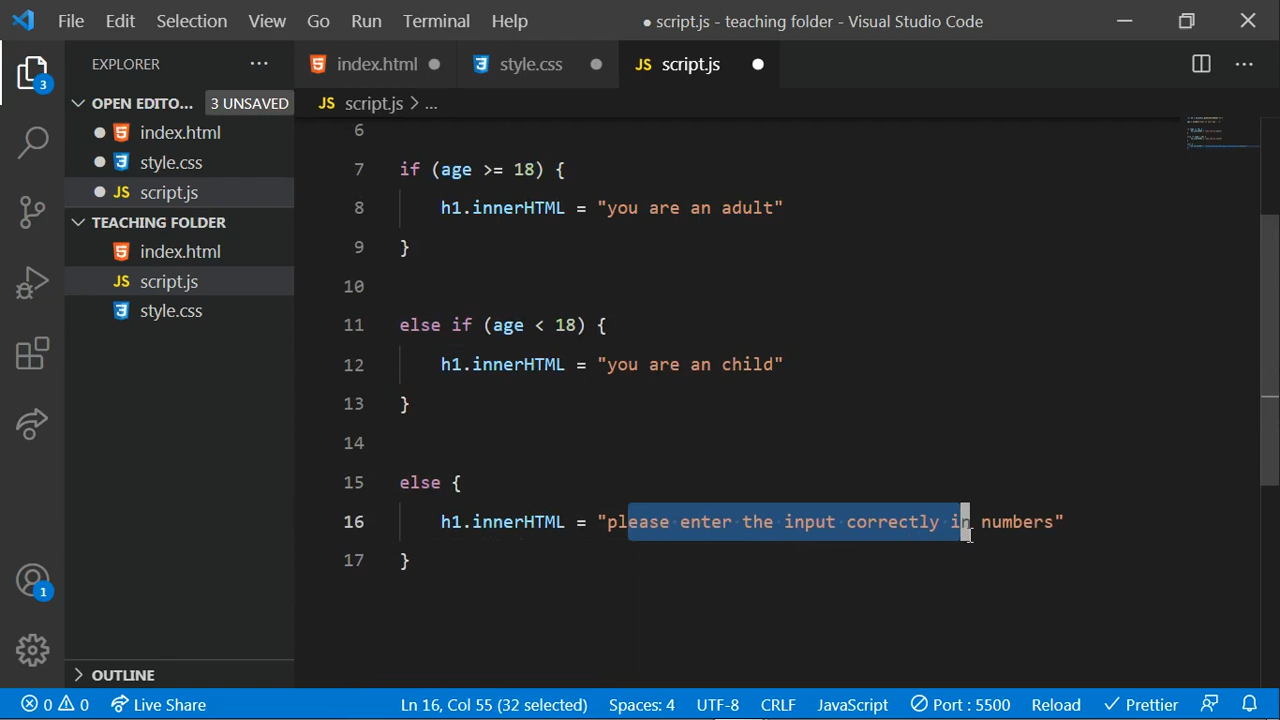 File Edit Selection View Go Run Terminal Help ● script.js - teaching folder - Visual Studio Code
EXPLORER
3
OPEN EDITO... 3 UNSAVED
index.html
style.css
JS script.js
TEACHING FOLDER
index.html
JS script.js
style.css
OUTLINE
1
index.html style.css JS script.js
JS script.js > ...
6
7 if (age >= 18) {
8 h1.innerHTML = "you are an adult"
9 }
10
11 else if (age < 18) {
12 h1.innerHTML = "you are an child"
13 }
14
15 else {
16 h1.innerHTML = "please enter the input correctly in numbers"
17 }
0 0 Live Share Ln 16, Col 55 (32 selected) Spaces: 4 UTF-8 CRLF JavaScript Port : 5500 Reload Prettier